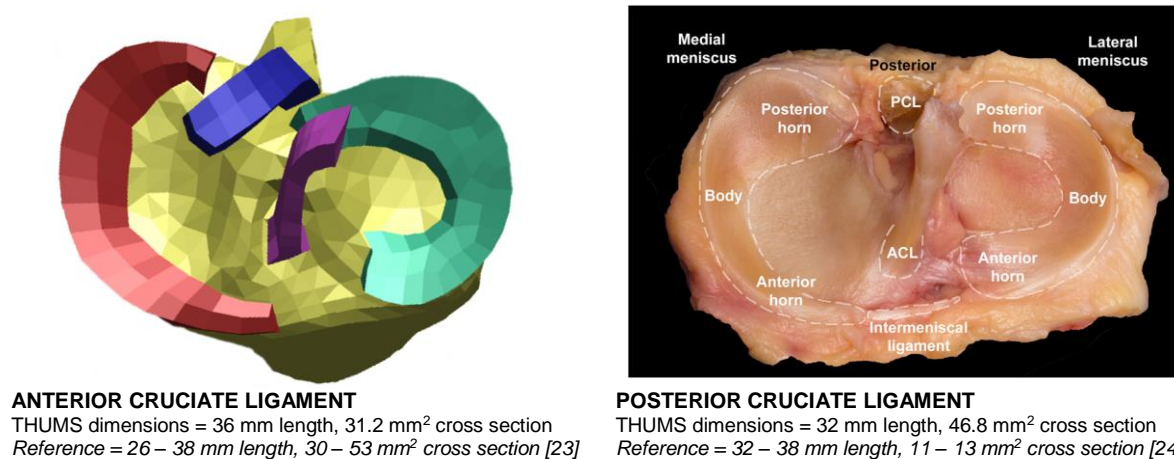 Medial
meniscus
Lateral
meniscus
Posterior
PCL
Posterior
horn
Posterior
horn
Body
Body
ACL
Anterior
horn
Anterior
horn
Intermeniscal
ligament
ANTERIOR CRUCIATE LIGAMENT
THUMS dimensions = 36 mm length, 31.2 mm² cross section
Reference = 26 – 38 mm length, 30 – 53 mm² cross section [23]
POSTERIOR CRUCIATE LIGAMENT
THUMS dimensions = 32 mm length, 46.8 mm² cross section
Reference = 32 – 38 mm length, 11 – 13 mm² cross section [24